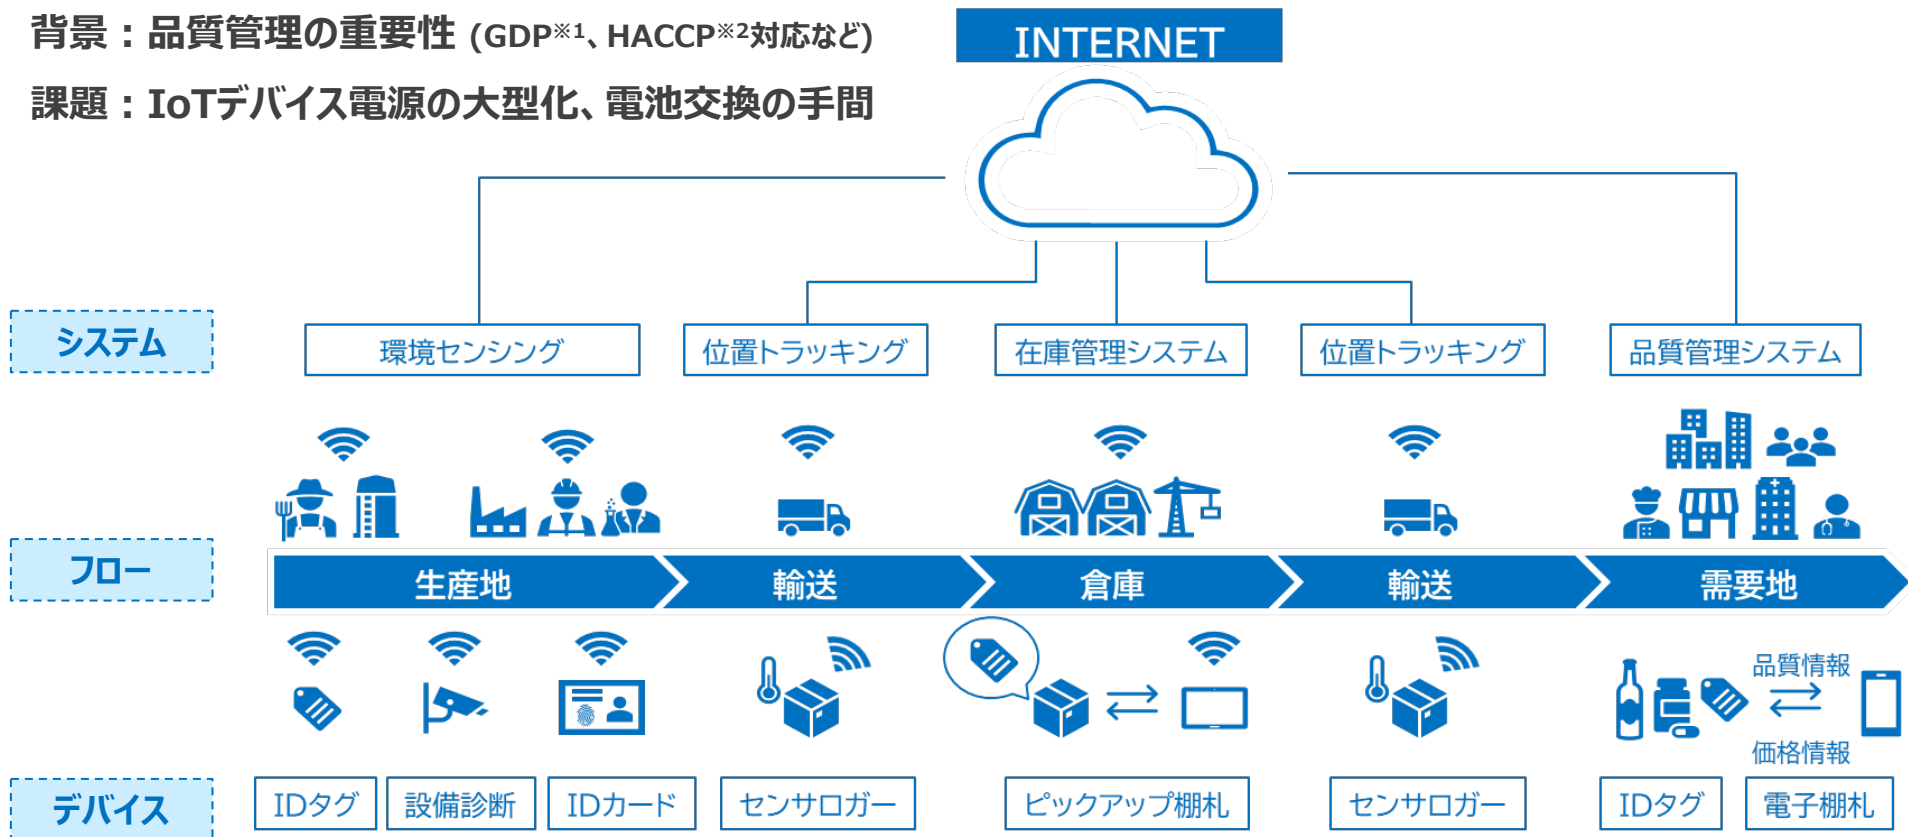 背景：品質管理の重要性 (GDP※1、HACCP※2対応など)
課題：IoTデバイス電源の大型化、電池交換の手間
INTERNET
システム
環境センシング
位置トラッキング
在庫管理システム
位置トラッキング
品質管理システム
フロー
生産地
輸送
倉庫
輸送
需要地
品質情報
価格情報
デバイス
IDタグ
設備診断
IDカード
センサロガー
ピックアップ棚札
センサロガー
IDタグ
電子棚札